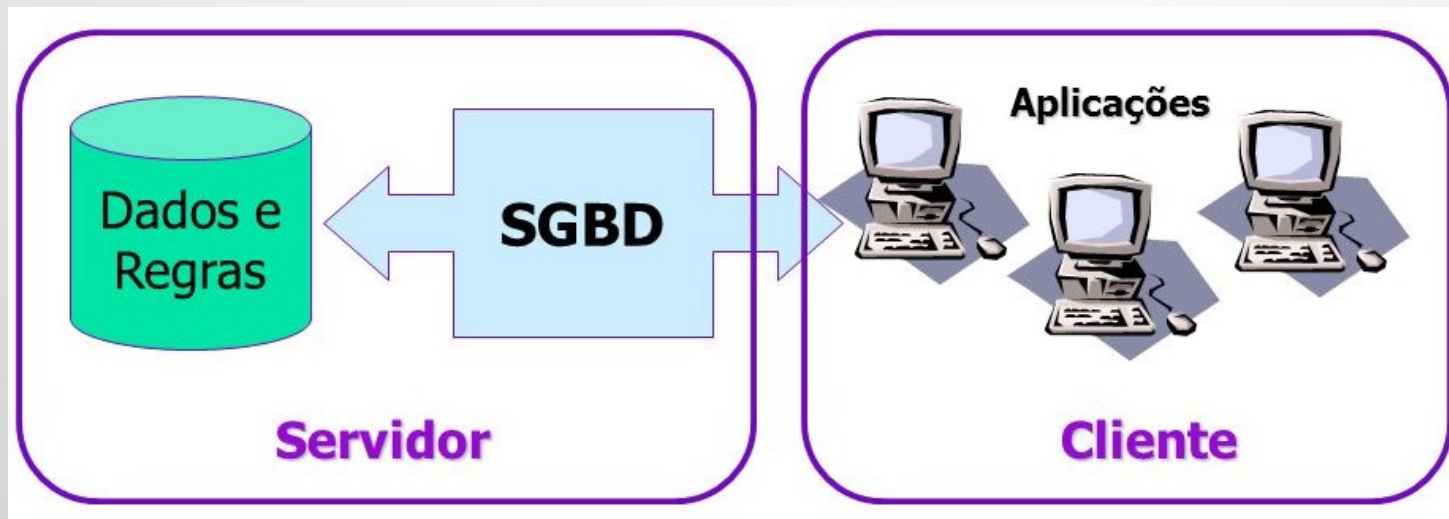 Dados e
Regras
SGBD
Servidor
Aplicações
Cliente